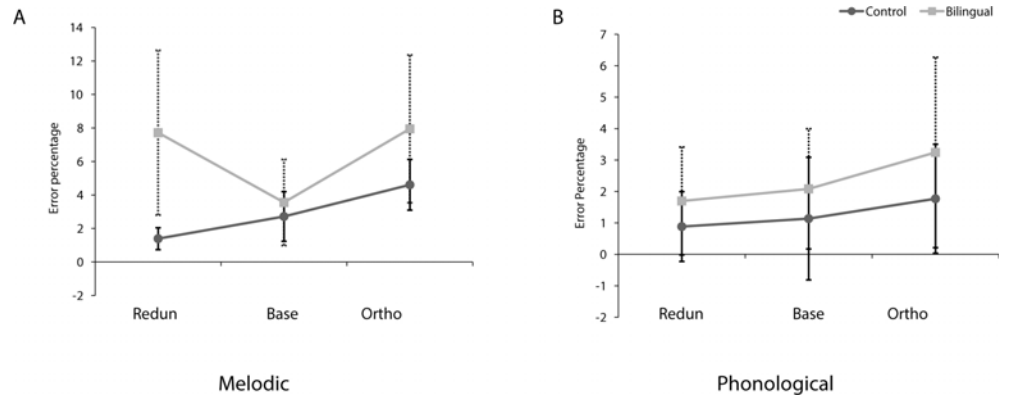 A
Error percentage
14
12
10
8
6
4
2
0
-2
Redun Base Ortho
Melodic
B
Control Bilingual
Error Percentage
7
6
5
4
3
2
1
0
-1
-2
Redun Base Ortho
Phonological